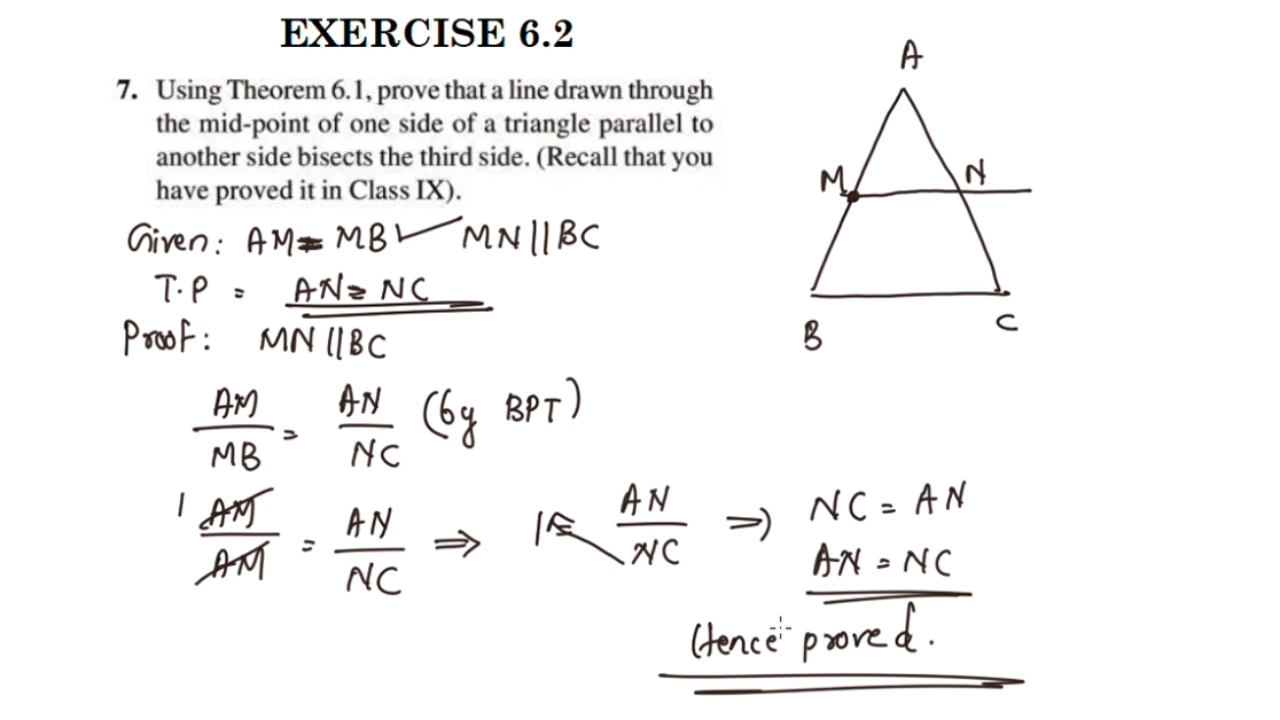 EXERCISE 6.2
7. Using Theorem 6.1, prove that a line drawn through
the mid-point of one side of a triangle parallel to
another side bisects the third side. (Recall that you
have proved it in Class IX).
Given: AM = MB MN || BC
T.P = AN = NC
Proof: MN || BC
AM/MB = AN/NC (by BPT)
1 AM/AM = AN/NC ⇒ 1 = AN/NC ⇒ NC = AN
AN = NC
Hence proved.
A
M N
B C